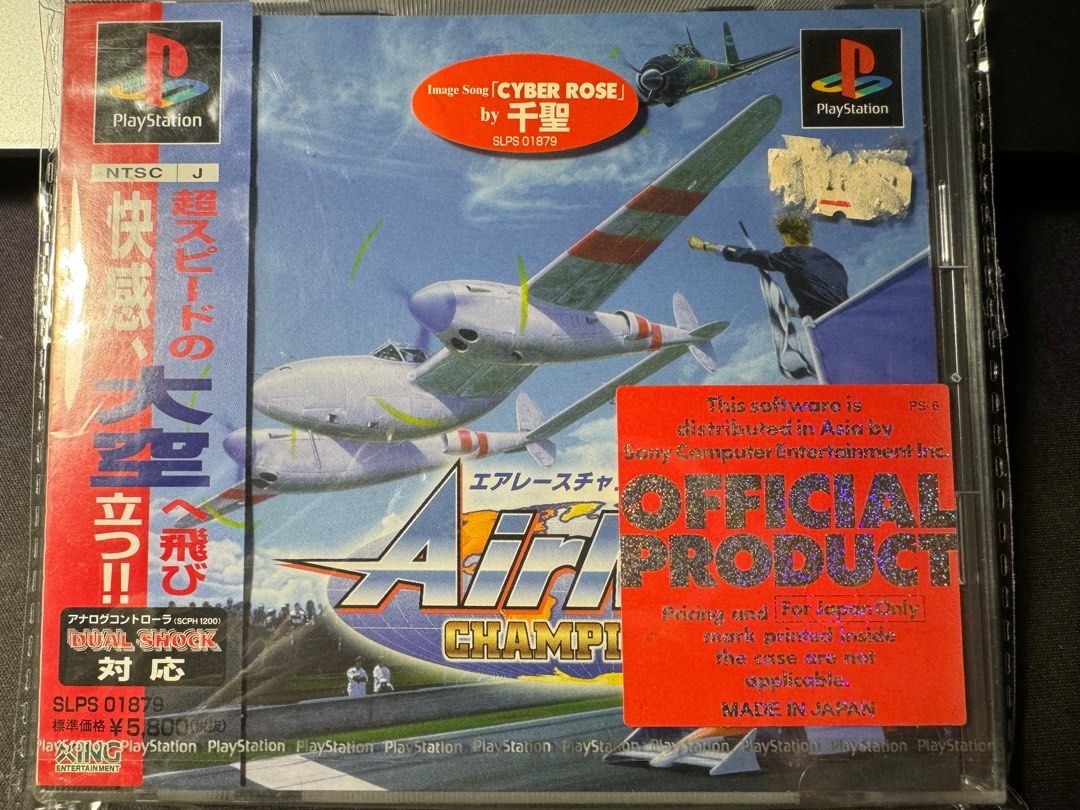 PlayStation
NTSC J
超スピードの
快感、
大空
へ飛び
立つ!!
アナログコントローラ(SCPH 1200)
DUAL SHOCK
対応
SLPS 01879
標準価格 ¥5,800(税抜)
XING
ENTERTAINMENT
Image Song「CYBER ROSE」
by 千聖
SLPS 01879
PlayStation
エアレースチャ
Air
CHAMPI
PS-6
This software is
distributed in Asia by
Sony Computer Entertainment Inc.
OFFICIAL
PRODUCT
Pricing and For Japan Only
mark printed inside
the case are not
applicable.
MADE IN JAPAN
PlayStation PlayStation PlayStation PlayStation PlayStation PlayStation PlayStation PlayStation PlayStation PlayStation PlayStation